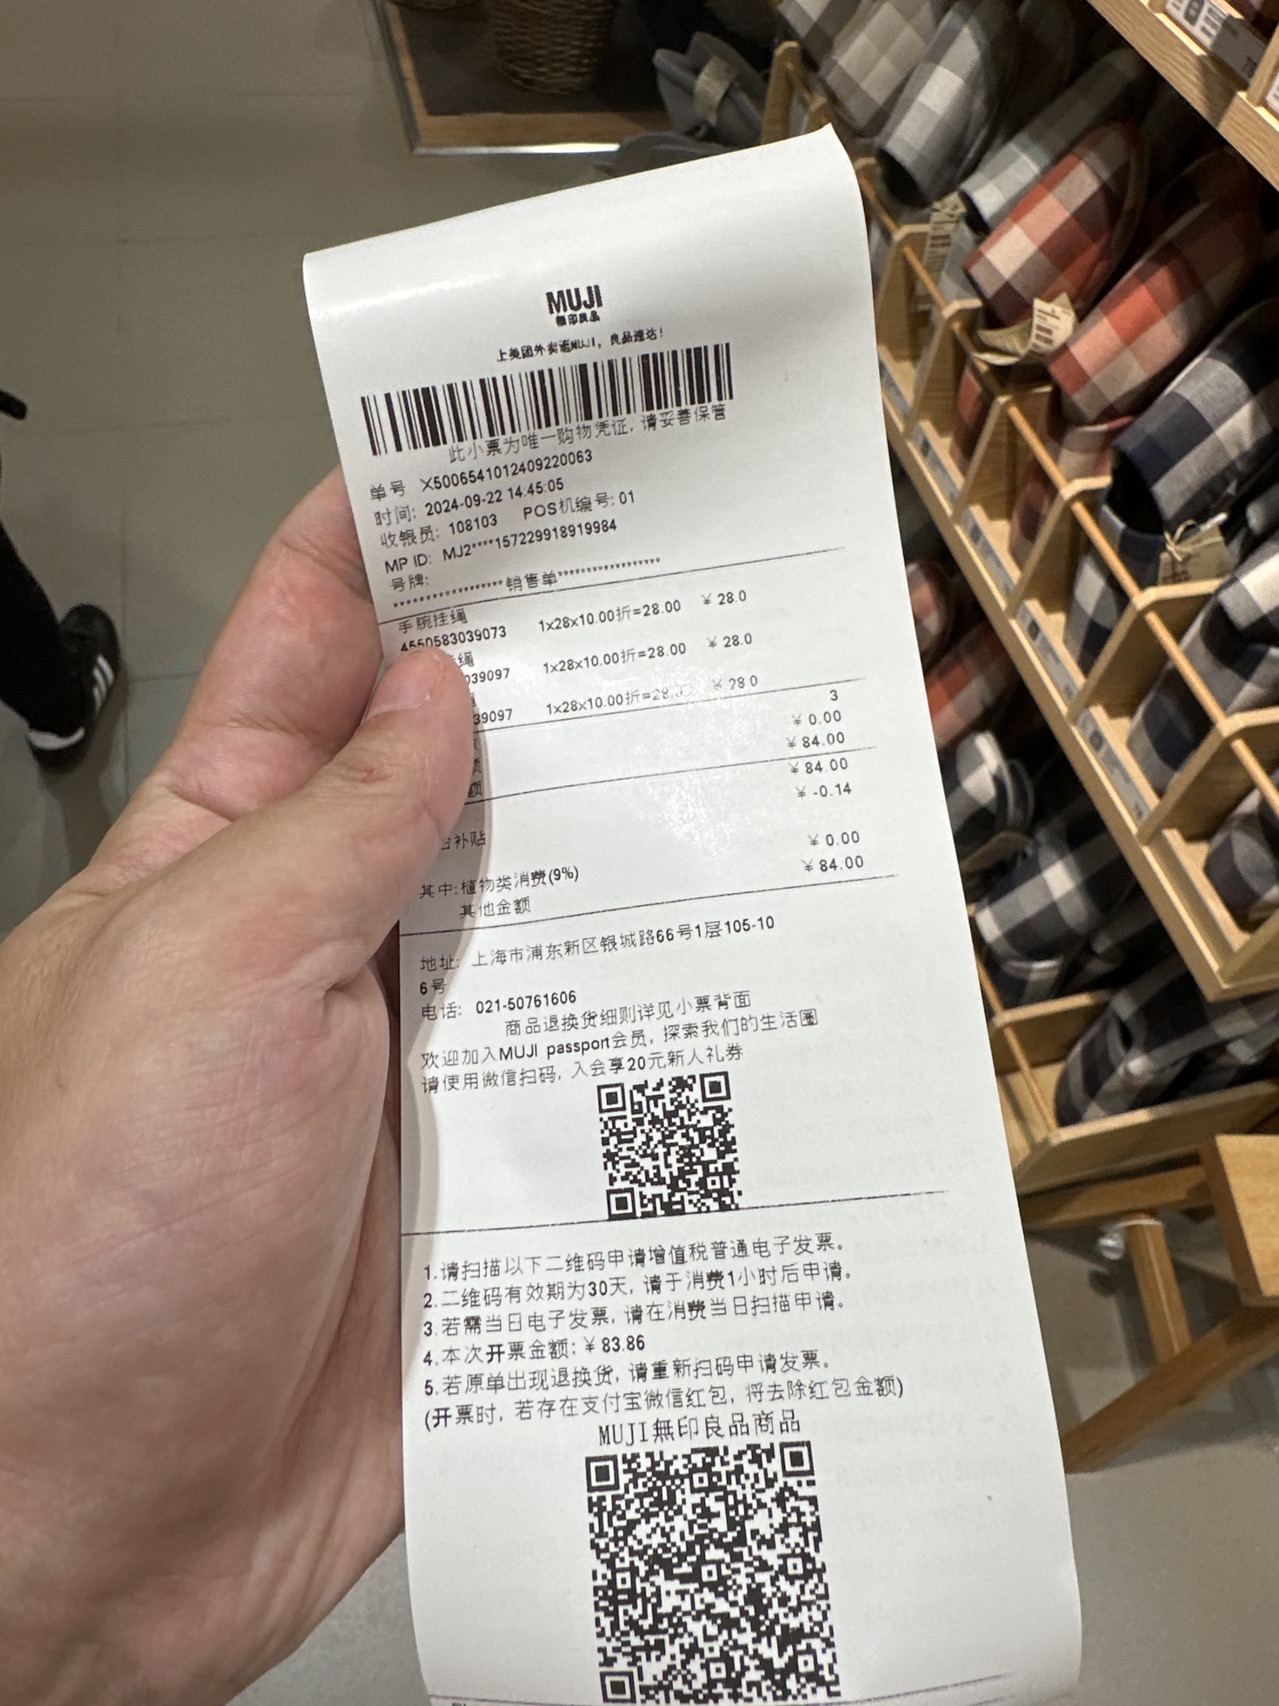 MUJI
無印良品
上美团外卖逛MUJI，良品速达！
此小票为唯一购物凭证，请妥善保管
单号 X5006541012409220063
时间: 2024-09-22 14:45:05
收银员: 108103 POS机编号: 01
MP ID: MJ2****157229918919984
号牌:
销售单
手腕挂绳
4550583039073 1x28x10.00折=28.00 ￥28.0
绳
039097 1x28x10.00折=28.00 ￥28.0
39097 1x28x10.00折=28.00 ￥28.0
3
￥0.00
额 ￥84.00
额 ￥84.00
￥-0.14
台补贴
￥0.00
其中:植物类消费(9%) ￥84.00
其他金额
地址: 上海市浦东新区银城路66号1层105-10
6号
电话: 021-50761606
商品退换货细则详见小票背面
欢迎加入MUJI passport会员, 探索我们的生活圈
请使用微信扫码, 入会享20元新人礼券
1.请扫描以下二维码申请增值税普通电子发票。
2.二维码有效期为30天, 请于消费1小时后申请。
3.若需当日电子发票, 请在消费当日扫描申请。
4.本次开票金额: ￥83.86
5.若原单出现退换货, 请重新扫码申请发票。
(开票时, 若存在支付宝微信红包, 将去除红包金额)
MUJI無印良品商品